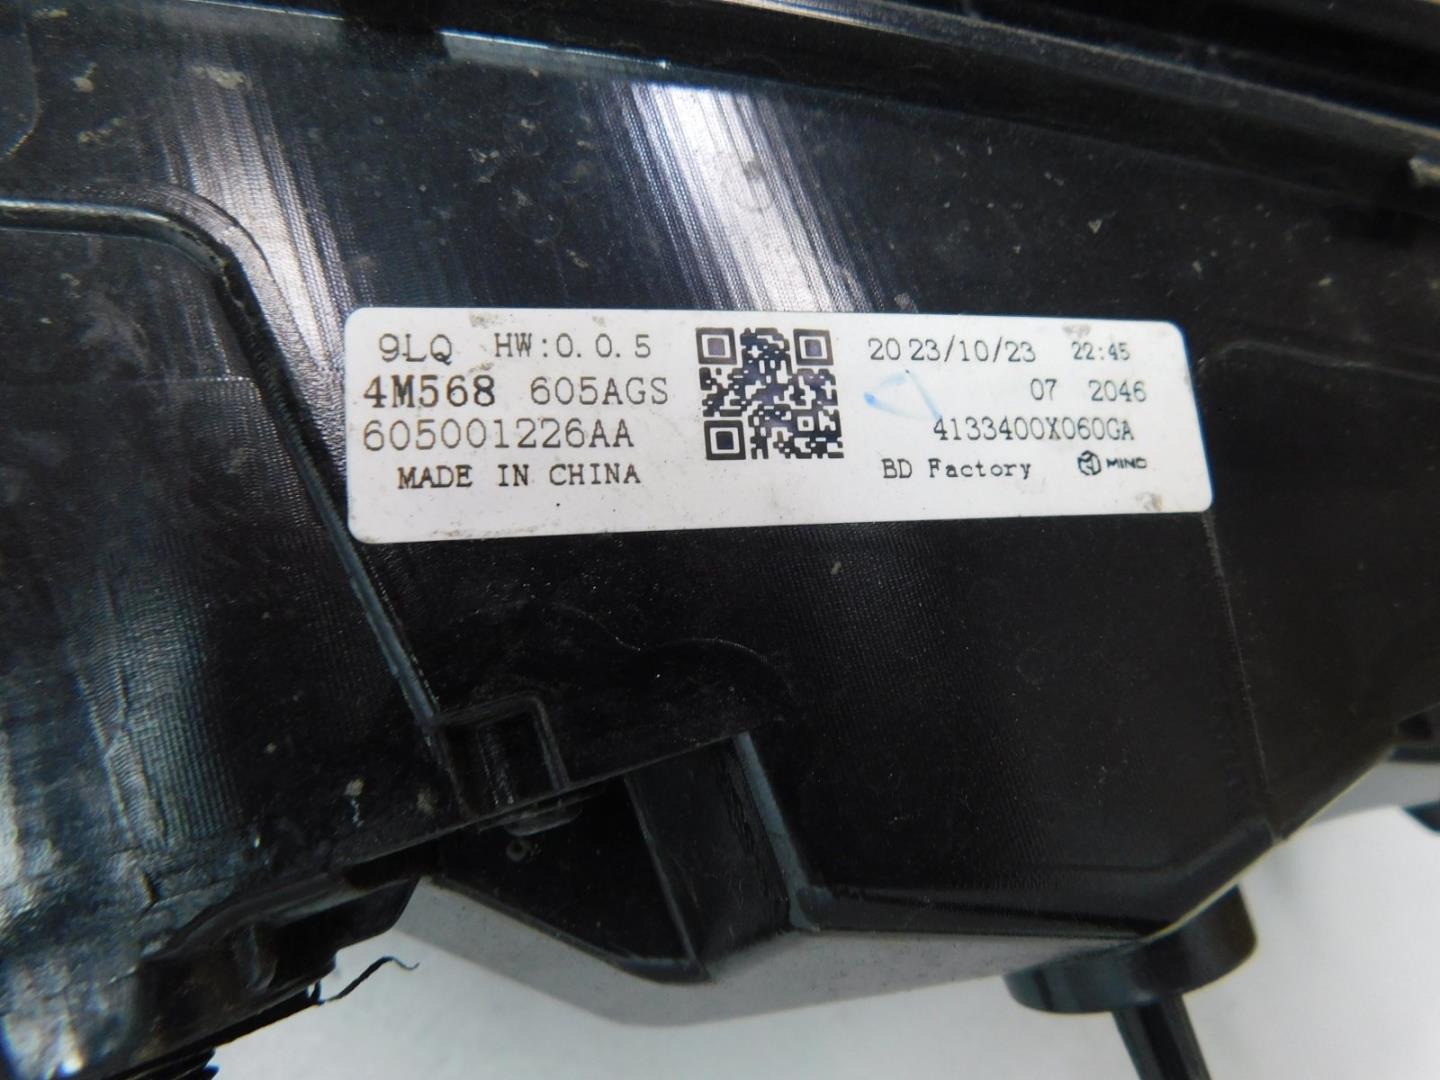 9LQ HW:0.0.5
4M568 605AGS
605001226AA
MADE IN CHINA
2023/10/23 22:45
07 2046
4133400X060GA
BD Factory MIND